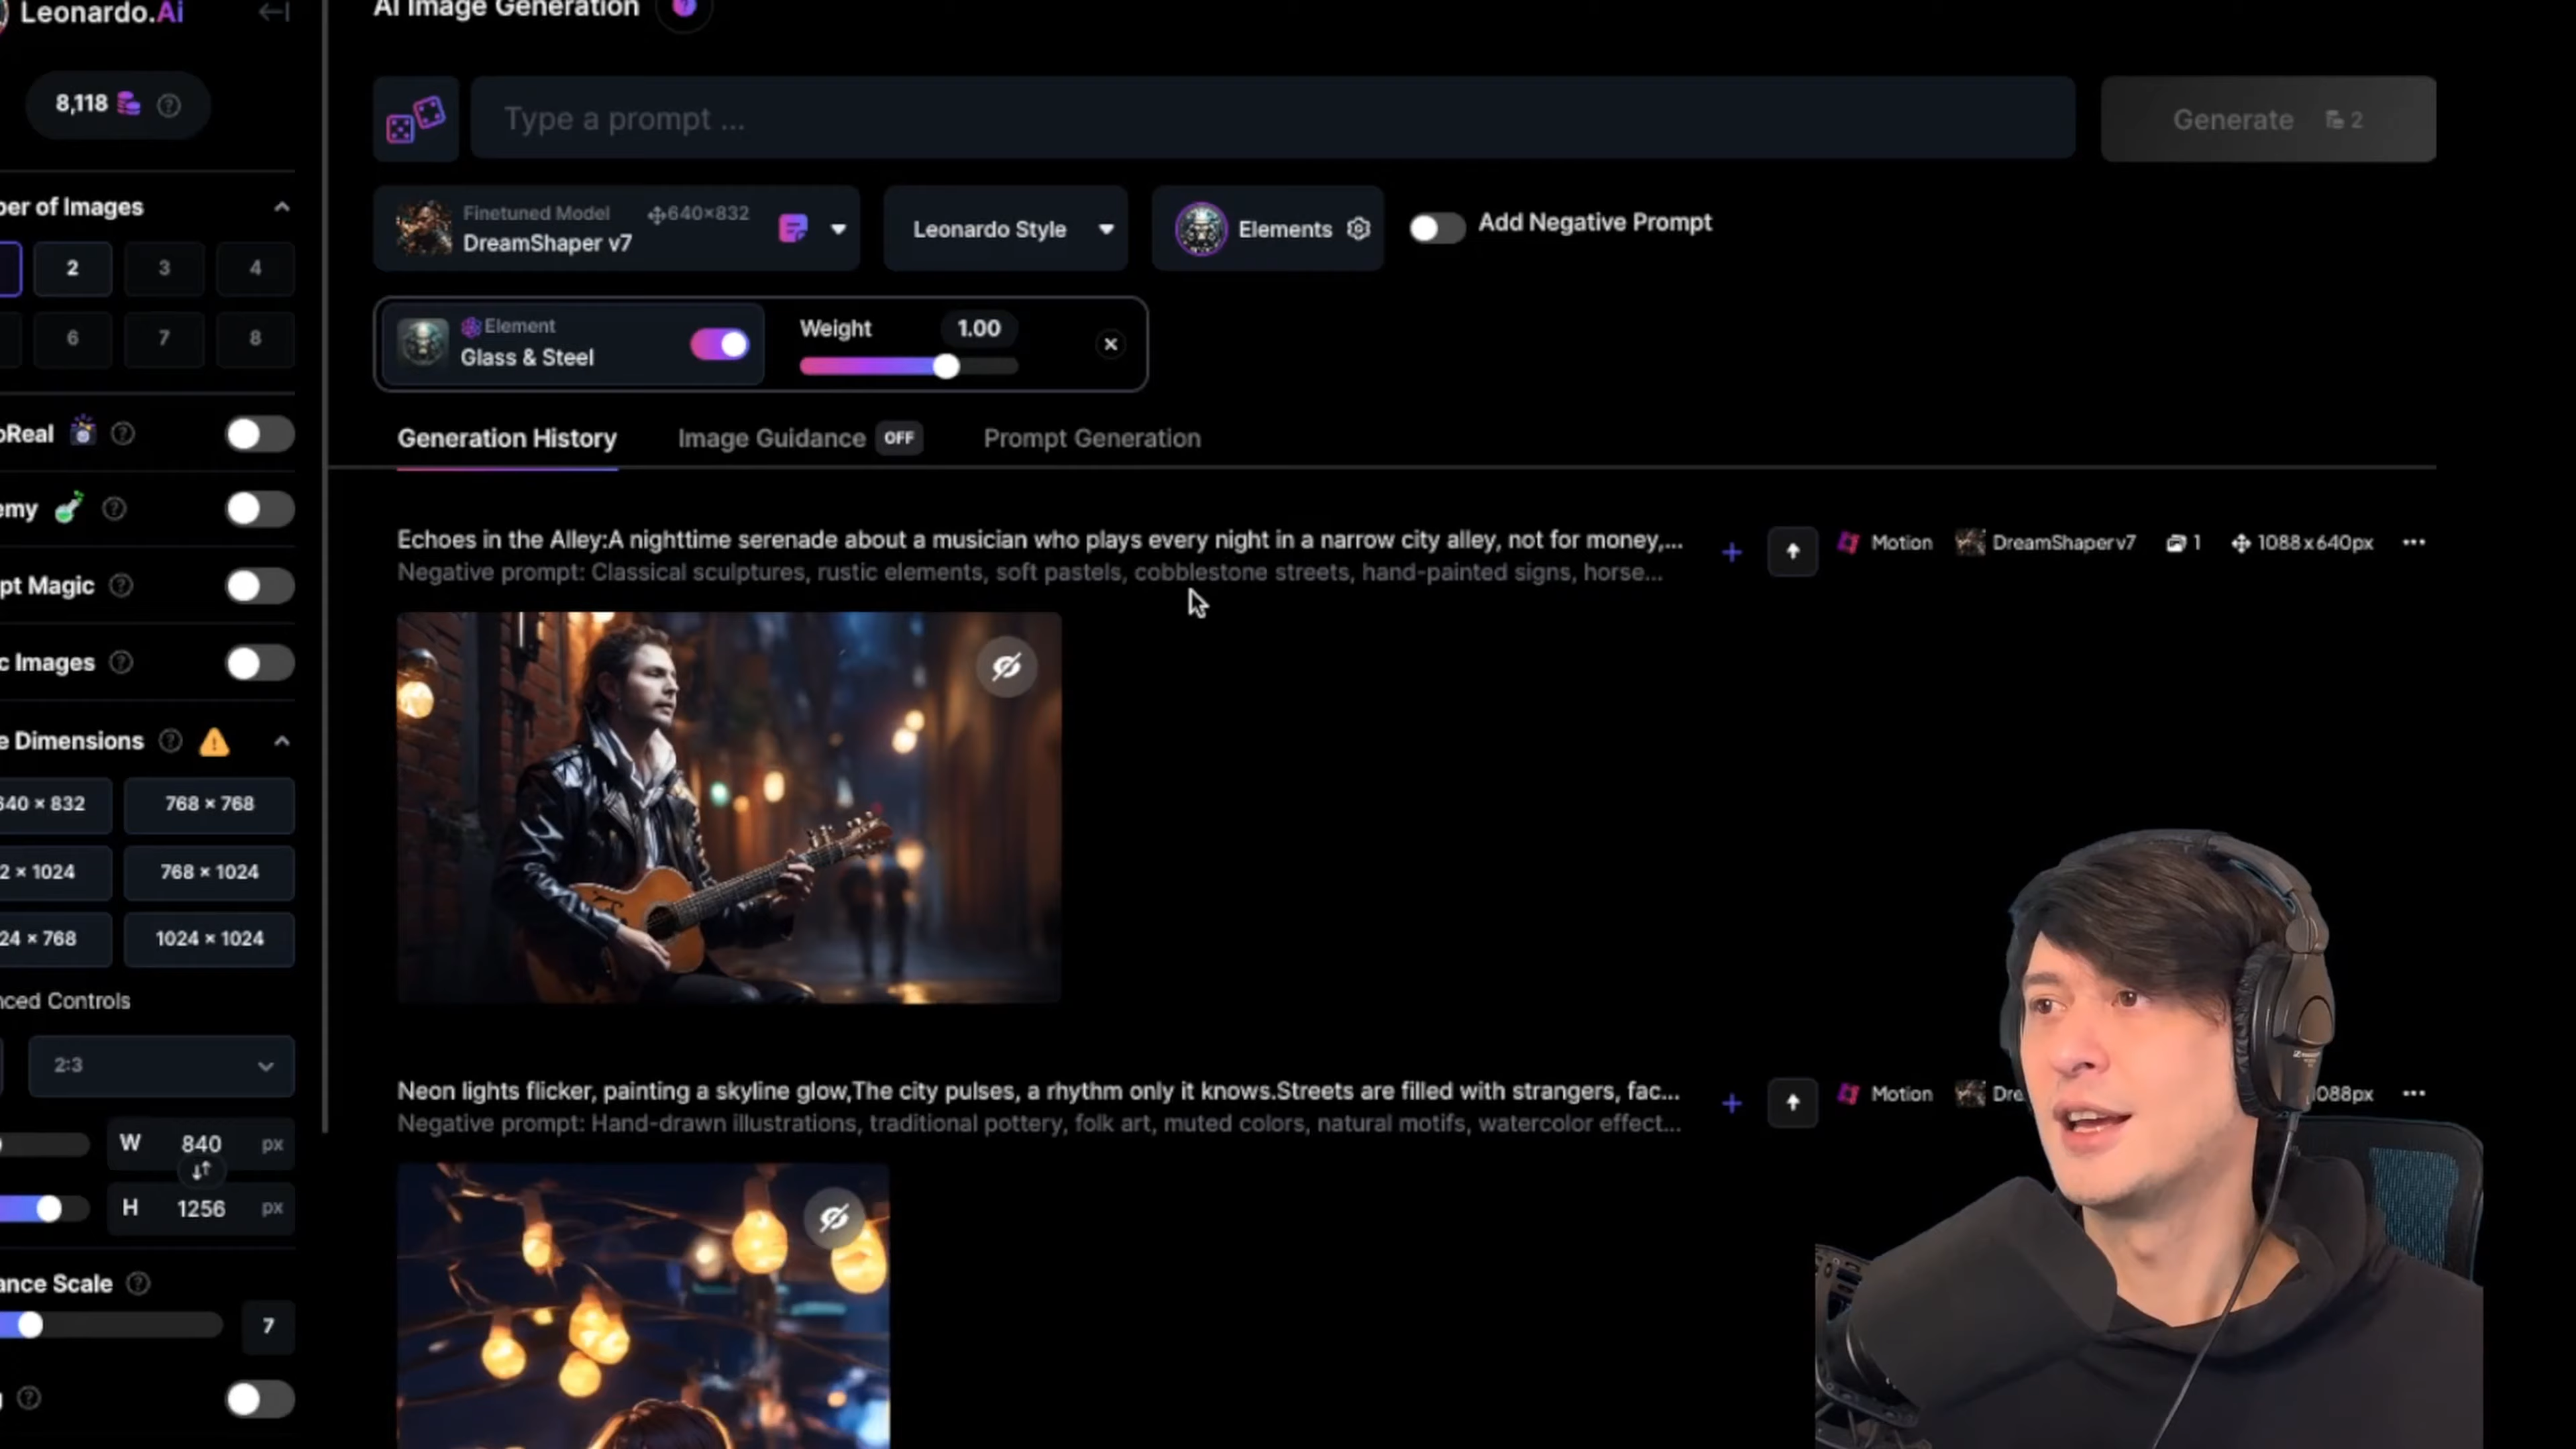 Leonardo.Ai
AI Image Generation
8,118
Type a prompt ...
Generate 2
Finetuned Model 640×832
DreamShaper v7
Leonardo Style
Elements
Add Negative Prompt
ber of Images
2 3 4
6 7 8
Element
Glass & Steel
Weight 1.00
Generation History
Image Guidance OFF
Prompt Generation
oReal
emy
pt Magic
c Images
e Dimensions
640 × 832
768 × 768
2 × 1024
768 × 1024
24 × 768
1024 × 1024
nced Controls
2:3
W 840 px
H 1256 px
ance Scale
7
Echoes in the Alley:A nighttime serenade about a musician who plays every night in a narrow city alley, not for money,...
Negative prompt: Classical sculptures, rustic elements, soft pastels, cobblestone streets, hand-painted signs, horse...
Motion DreamShaper v7 1 1088x640px
Neon lights flicker, painting a skyline glow,The city pulses, a rhythm only it knows.Streets are filled with strangers, fac...
Negative prompt: Hand-drawn illustrations, traditional pottery, folk art, muted colors, natural motifs, watercolor effect...
Motion Dre 1088px